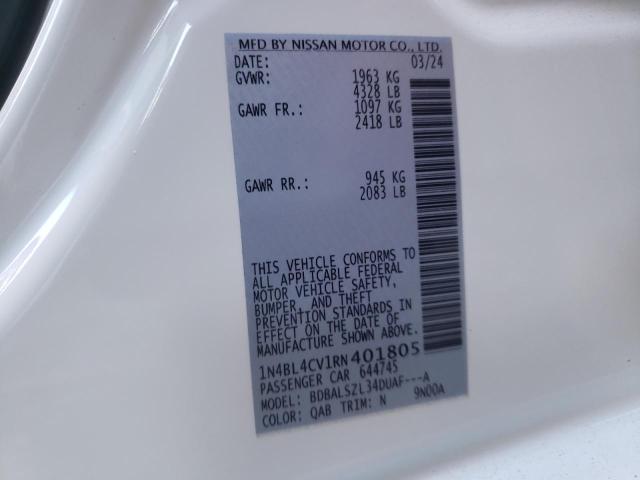 MFD BY NISSAN MOTOR CO., LTD.
DATE: 03/24
GVWR: 1963 KG
4328 LB
GAWR FR.: 1097 KG
2418 LB
GAWR RR.: 945 KG
2083 LB
THIS VEHICLE CONFORMS TO
ALL APPLICABLE FEDERAL
MOTOR VEHICLE SAFETY,
BUMPER, AND THEFT
PREVENTION STANDARDS IN
EFFECT ON THE DATE OF
MANUFACTURE SHOWN ABOVE.
1N4BL4CV1RN401805
PASSENGER CAR 644745
MODEL: BDBALSZL34DUAF---A
COLOR: QAB TRIM: N 9N00A